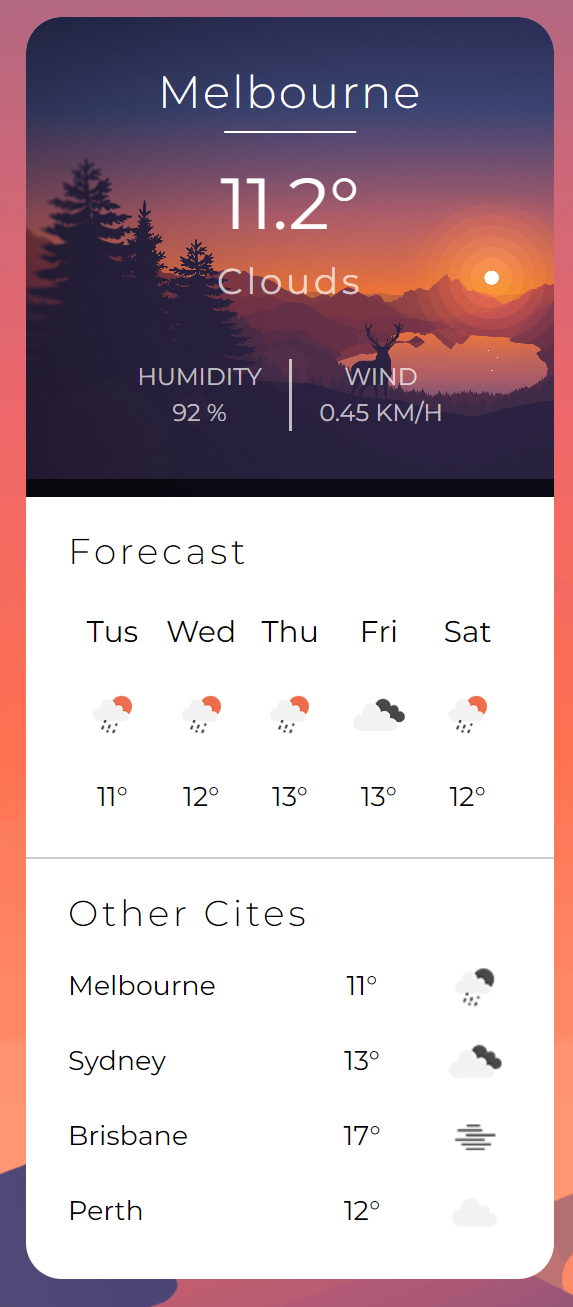 Melbourne
11.2°
Clouds
HUMIDITY WIND
92 % 0.45 KM/H
Forecast
Tus Wed Thu Fri Sat
11° 12° 13° 13° 12°
Other Cites
Melbourne 11°
Sydney 13°
Brisbane 17°
Perth 12°